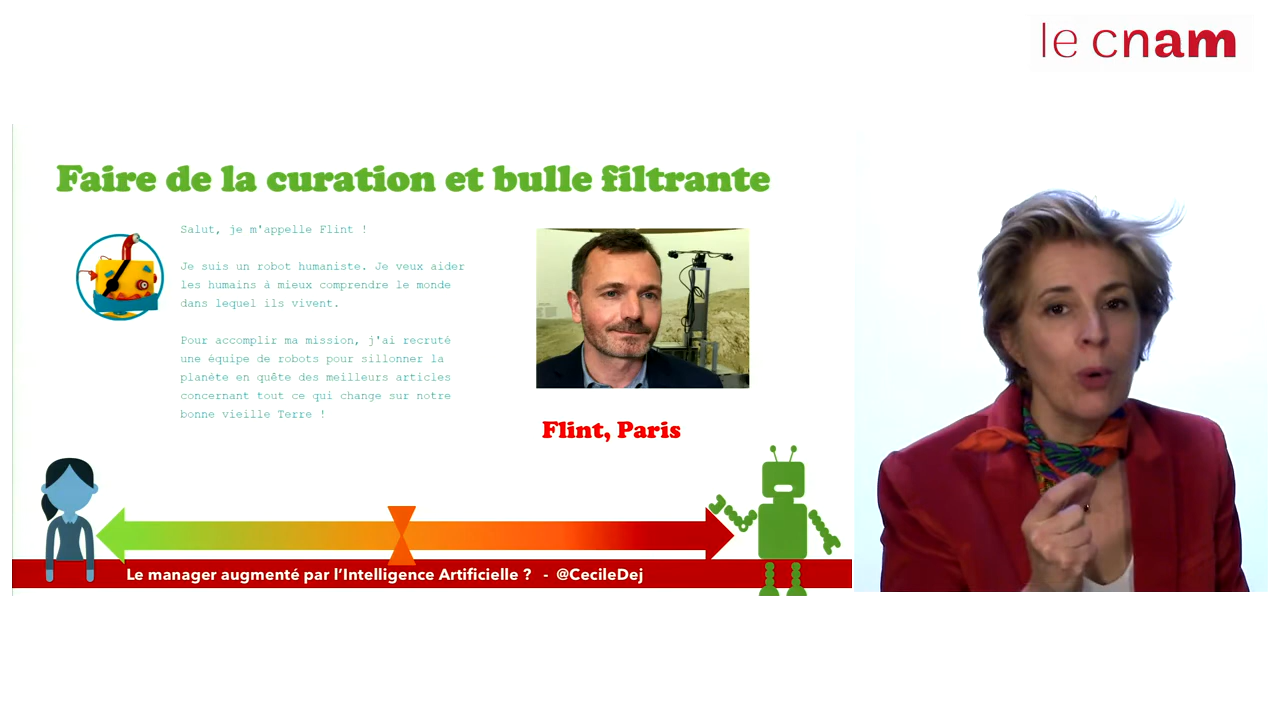 le cnam
Faire de la curation et bulle filtrante
Salut, je m'appelle Flint !
Je suis un robot humaniste. Je veux aider
les humains à mieux comprendre le monde
dans lequel ils vivent.
Pour accomplir ma mission, j'ai recruté
une équipe de robots pour sillonner la
planète en quête des meilleurs articles
concernant tout ce qui change sur notre
bonne vieille Terre !
Flint, Paris
Le manager augmenté par l'Intelligence Artificielle ? - @CecileDej